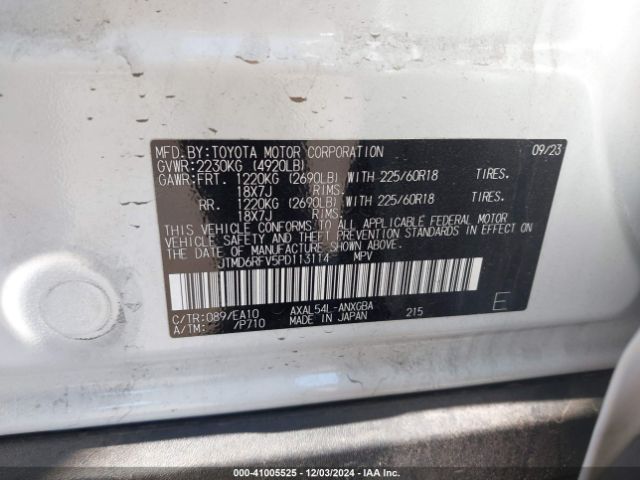 MFD.BY:TOYOTA MOTOR CORPORATION 09/23
GVWR:2230KG (4920LB)
GAWR:FRT. 1220KG (2690LB) WITH 225/60R18 TIRES.
18X7J RIMS.
RR. 1220KG (2690LB) WITH 225/60R18 TIRES.
18X7J RIMS.
THIS VEHICLE CONFORMS TO ALL APPLICABLE FEDERAL MOTOR
VEHICLE SAFETY AND THEFT PREVENTION STANDARDS IN EFFECT ON
THE DATE OF MANUFACTURE SHOWN ABOVE.
JTMD6RFV5PD113114 MPV
C/TR:089/EA10 AXAL54L-ANXGBA 215 E
A/TM: /P710 MADE IN JAPAN
000-41005525 - 12/03/2024 - IAA Inc.